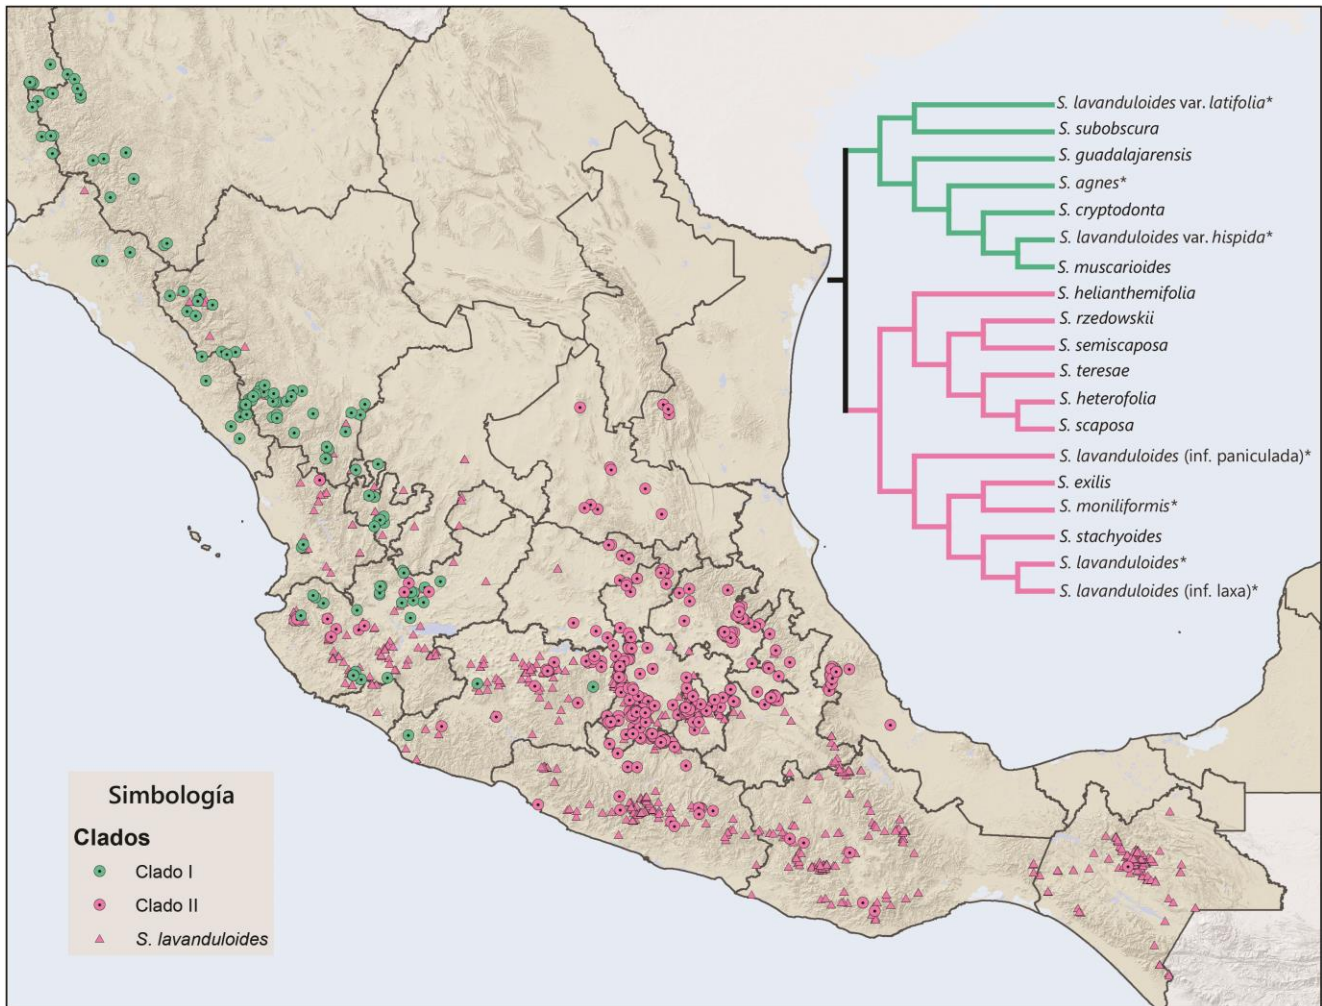 S. lavanduloides var. latifolia*
S. subobscura
S. guadalajarensis
S. agnes*
S. cryptodonta
S. lavanduloides var. hispida*
S. muscarioides
S. helianthemifolia
S. rzedowskii
S. semiscaposa
S. teresae
S. heterofolia
S. scaposa
S. lavanduloides (inf. paniculada)*
S. exilis
S. moniliformis*
S. stachyoides
S. lavanduloides*
S. lavanduloides (inf. laxa)*
Simbología
Clados
Clado I
Clado II
S. lavanduloides